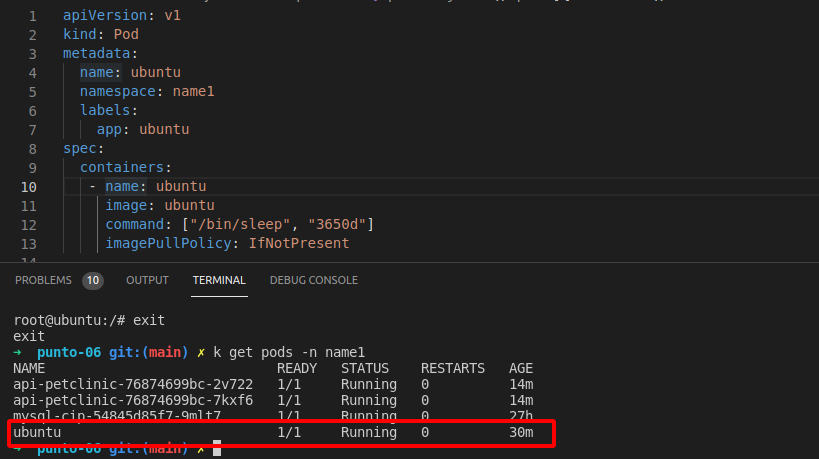 1 apiVersion: v1
2 kind: Pod
3 metadata:
4 name: ubuntu
5 namespace: name1
6 labels:
7 app: ubuntu
8 spec:
9 containers:
10 - name: ubuntu
11 image: ubuntu
12 command: ["/bin/sleep", "3650d"]
13 imagePullPolicy: IfNotPresent
14
PROBLEMS 10 OUTPUT TERMINAL DEBUG CONSOLE
root@ubuntu:/# exit
exit
➜ punto-06 git:(main) ✗ k get pods -n name1
NAME READY STATUS RESTARTS AGE
api-petclinic-76874699bc-2v722 1/1 Running 0 14m
api-petclinic-76874699bc-7kxf6 1/1 Running 0 14m
mysql-cip-54845d85f7-9mlt7 1/1 Running 0 27h
ubuntu 1/1 Running 0 30m
➜ punto-06 git:(main) ✗